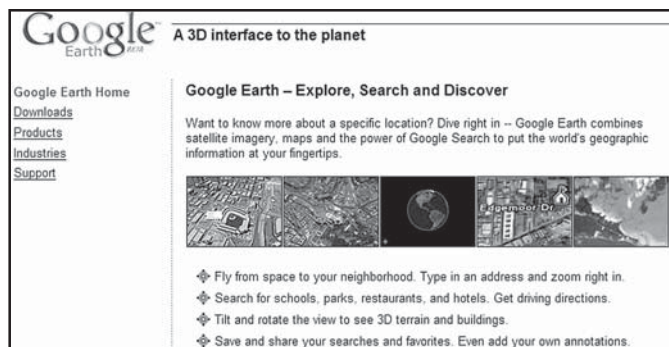 Google
Earth BETA
A 3D interface to the planet
Google Earth Home
Downloads
Products
Industries
Support
Google Earth – Explore, Search and Discover
Want to know more about a specific location? Dive right in -- Google Earth combines
satellite imagery, maps and the power of Google Search to put the world's geographic
information at your fingertips.
Edgemoor Dr.
Fly from space to your neighborhood. Type in an address and zoom right in.
Search for schools, parks, restaurants, and hotels. Get driving directions.
Tilt and rotate the view to see 3D terrain and buildings.
Save and share your searches and favorites. Even add your own annotations.